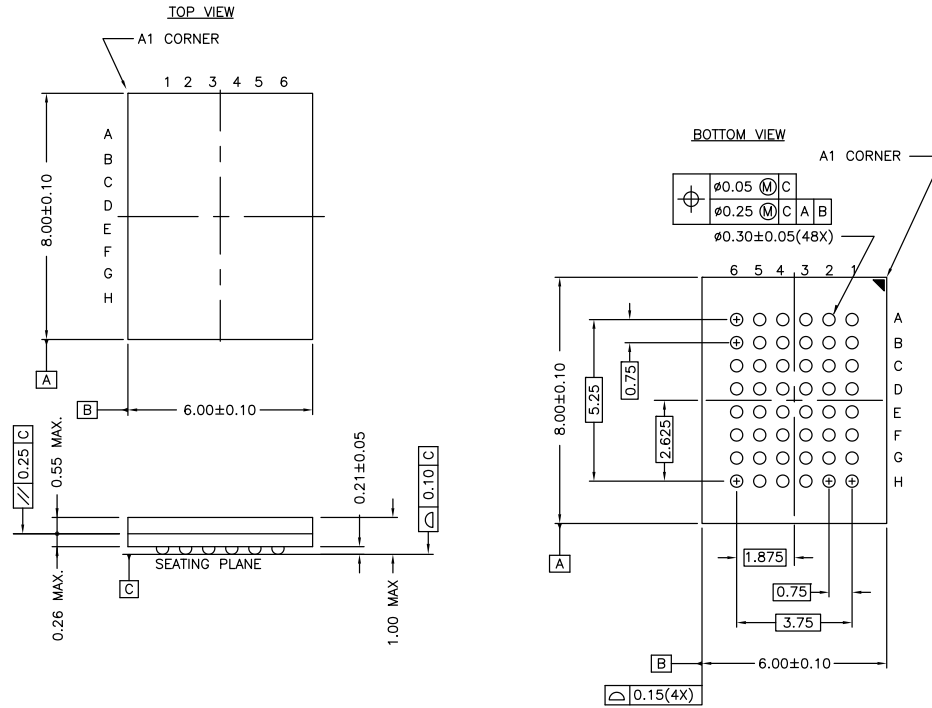 TOP VIEW
A1 CORNER
1 2 3 4 5 6
A
B
C
D
E
F
G
H
8.00±0.10
A
B
6.00±0.10
// 0.25 C
0.55 MAX.
0.21±0.05
⌓ 0.10 C
SEATING PLANE
C
0.26 MAX.
1.00 MAX
BOTTOM VIEW
A1 CORNER
⌖ ø0.05 Ⓜ C
ø0.25 Ⓜ C A B
ø0.30±0.05(48X)
6 5 4 3 2 1
A
B
C
D
E
F
G
H
8.00±0.10
5.25
0.75
2.625
A
1.875
0.75
3.75
B
6.00±0.10
⌓ 0.15(4X)